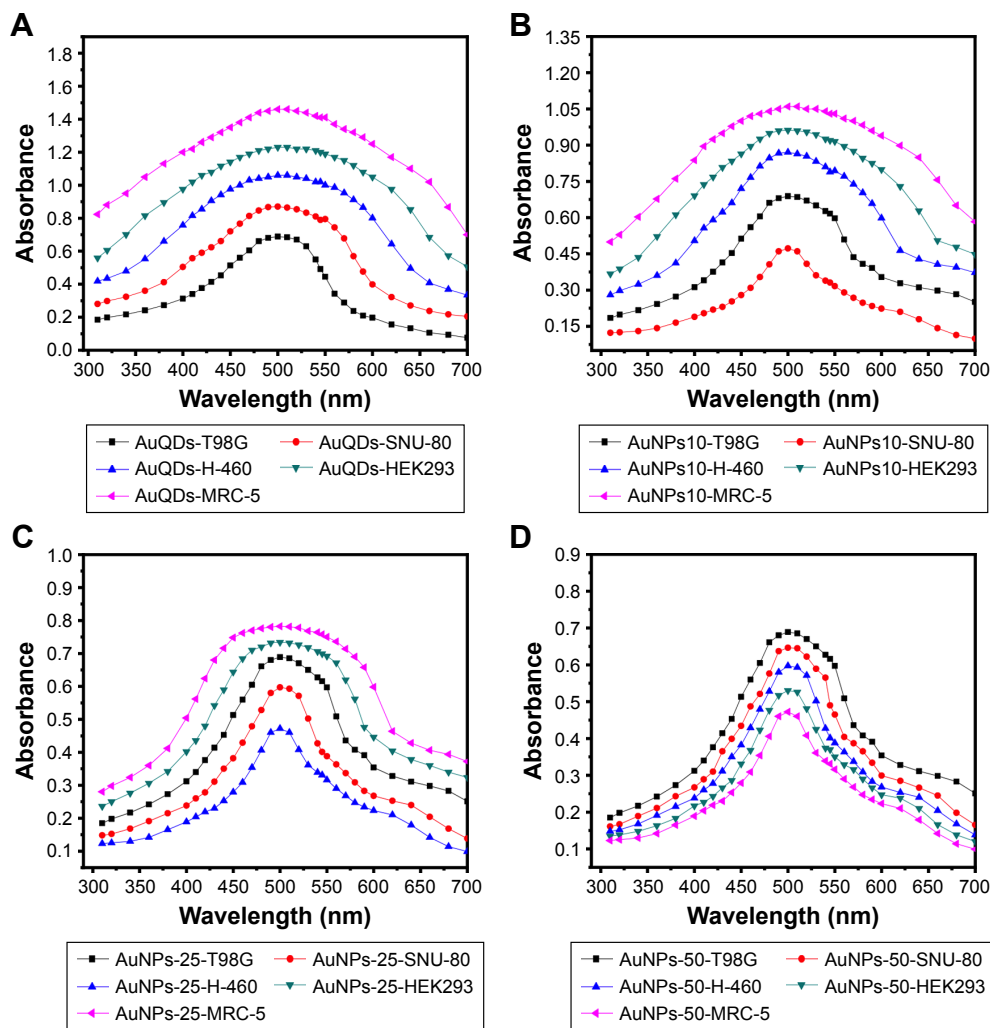 A
1.8
1.6
1.4
1.2
1.0
0.8
0.6
0.4
0.2
0.0
Absorbance
300 350 400 450 500 550 600 650 700
Wavelength (nm)
AuQDs-T98G AuQDs-SNU-80
AuQDs-H-460 AuQDs-HEK293
AuQDs-MRC-5
B
1.35
1.20
1.05
0.90
0.75
0.60
0.45
0.30
0.15
Absorbance
300 350 400 450 500 550 600 650 700
Wavelength (nm)
AuNPs10-T98G AuNPs10-SNU-80
AuNPs10-H-460 AuNPs10-HEK293
AuNPs10-MRC-5
C
1.0
0.9
0.8
0.7
0.6
0.5
0.4
0.3
0.2
0.1
Absorbance
300 350 400 450 500 550 600 650 700
Wavelength (nm)
AuNPs-25-T98G AuNPs-25-SNU-80
AuNPs-25-H-460 AuNPs-25-HEK293
AuNPs-25-MRC-5
D
0.9
0.8
0.7
0.6
0.5
0.4
0.3
0.2
0.1
Absorbance
300 350 400 450 500 550 600 650 700
Wavelength (nm)
AuNPs-50-T98G AuNPs-50-SNU-80
AuNPs-50-H-460 AuNPs-50-HEK293
AuNPs-50-MRC-5